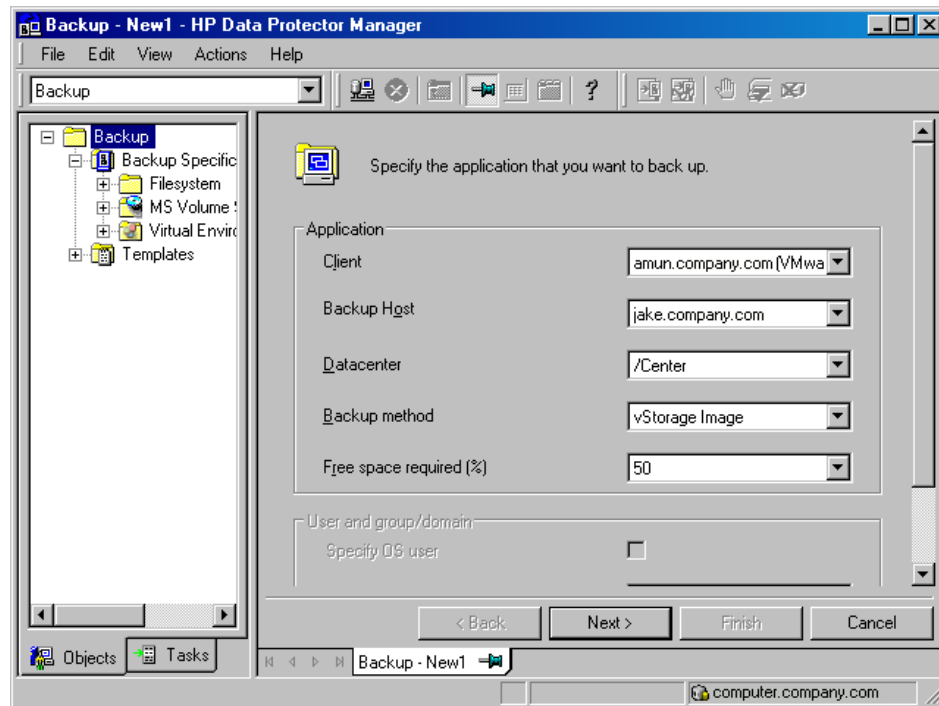 Backup - New1 - HP Data Protector Manager
File Edit View Actions Help
Backup
Backup
Backup Specific
Filesystem
MS Volume
Virtual Enviro
Templates
Objects
Tasks
Specify the application that you want to back up.
Application
Client
amun.company.com (VMwa
Backup Host
jake.company.com
Datacenter
/Center
Backup method
vStorage Image
Free space required (%)
50
User and group/domain
Specify OS user
< Back
Next >
Finish
Cancel
Backup - New1
computer.company.com